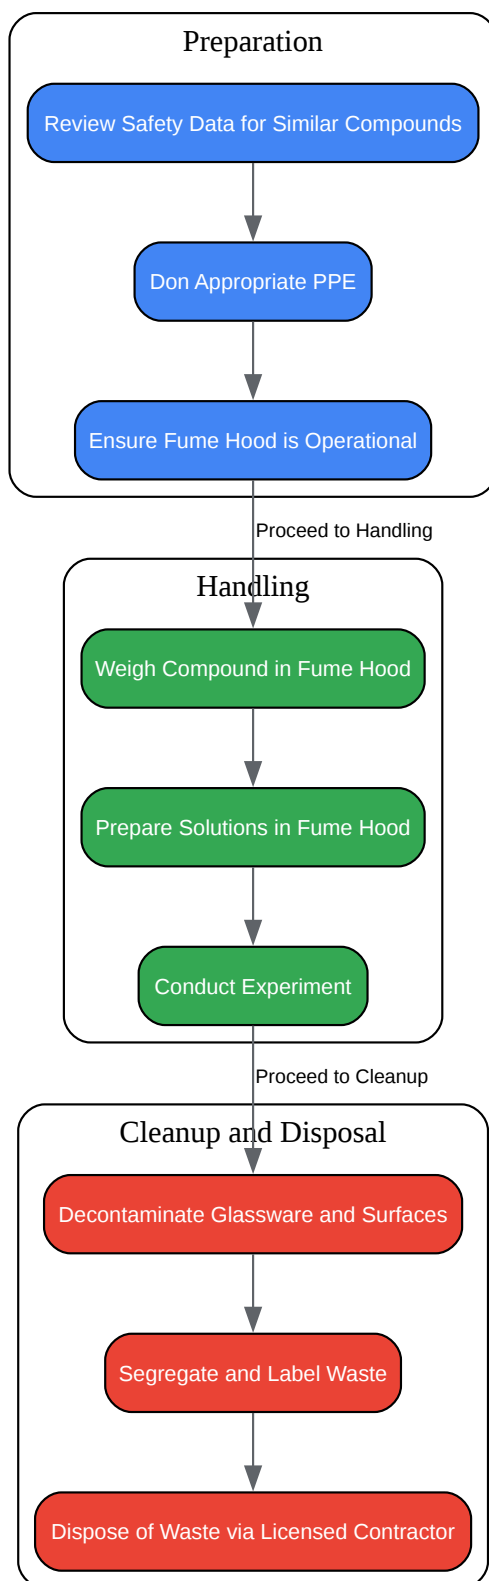 Preparation
Review Safety Data for Similar Compounds
Don Appropriate PPE
Ensure Fume Hood is Operational
Proceed to Handling
Handling
Weigh Compound in Fume Hood
Prepare Solutions in Fume Hood
Conduct Experiment
Proceed to Cleanup
Cleanup and Disposal
Decontaminate Glassware and Surfaces
Segregate and Label Waste
Dispose of Waste via Licensed Contractor